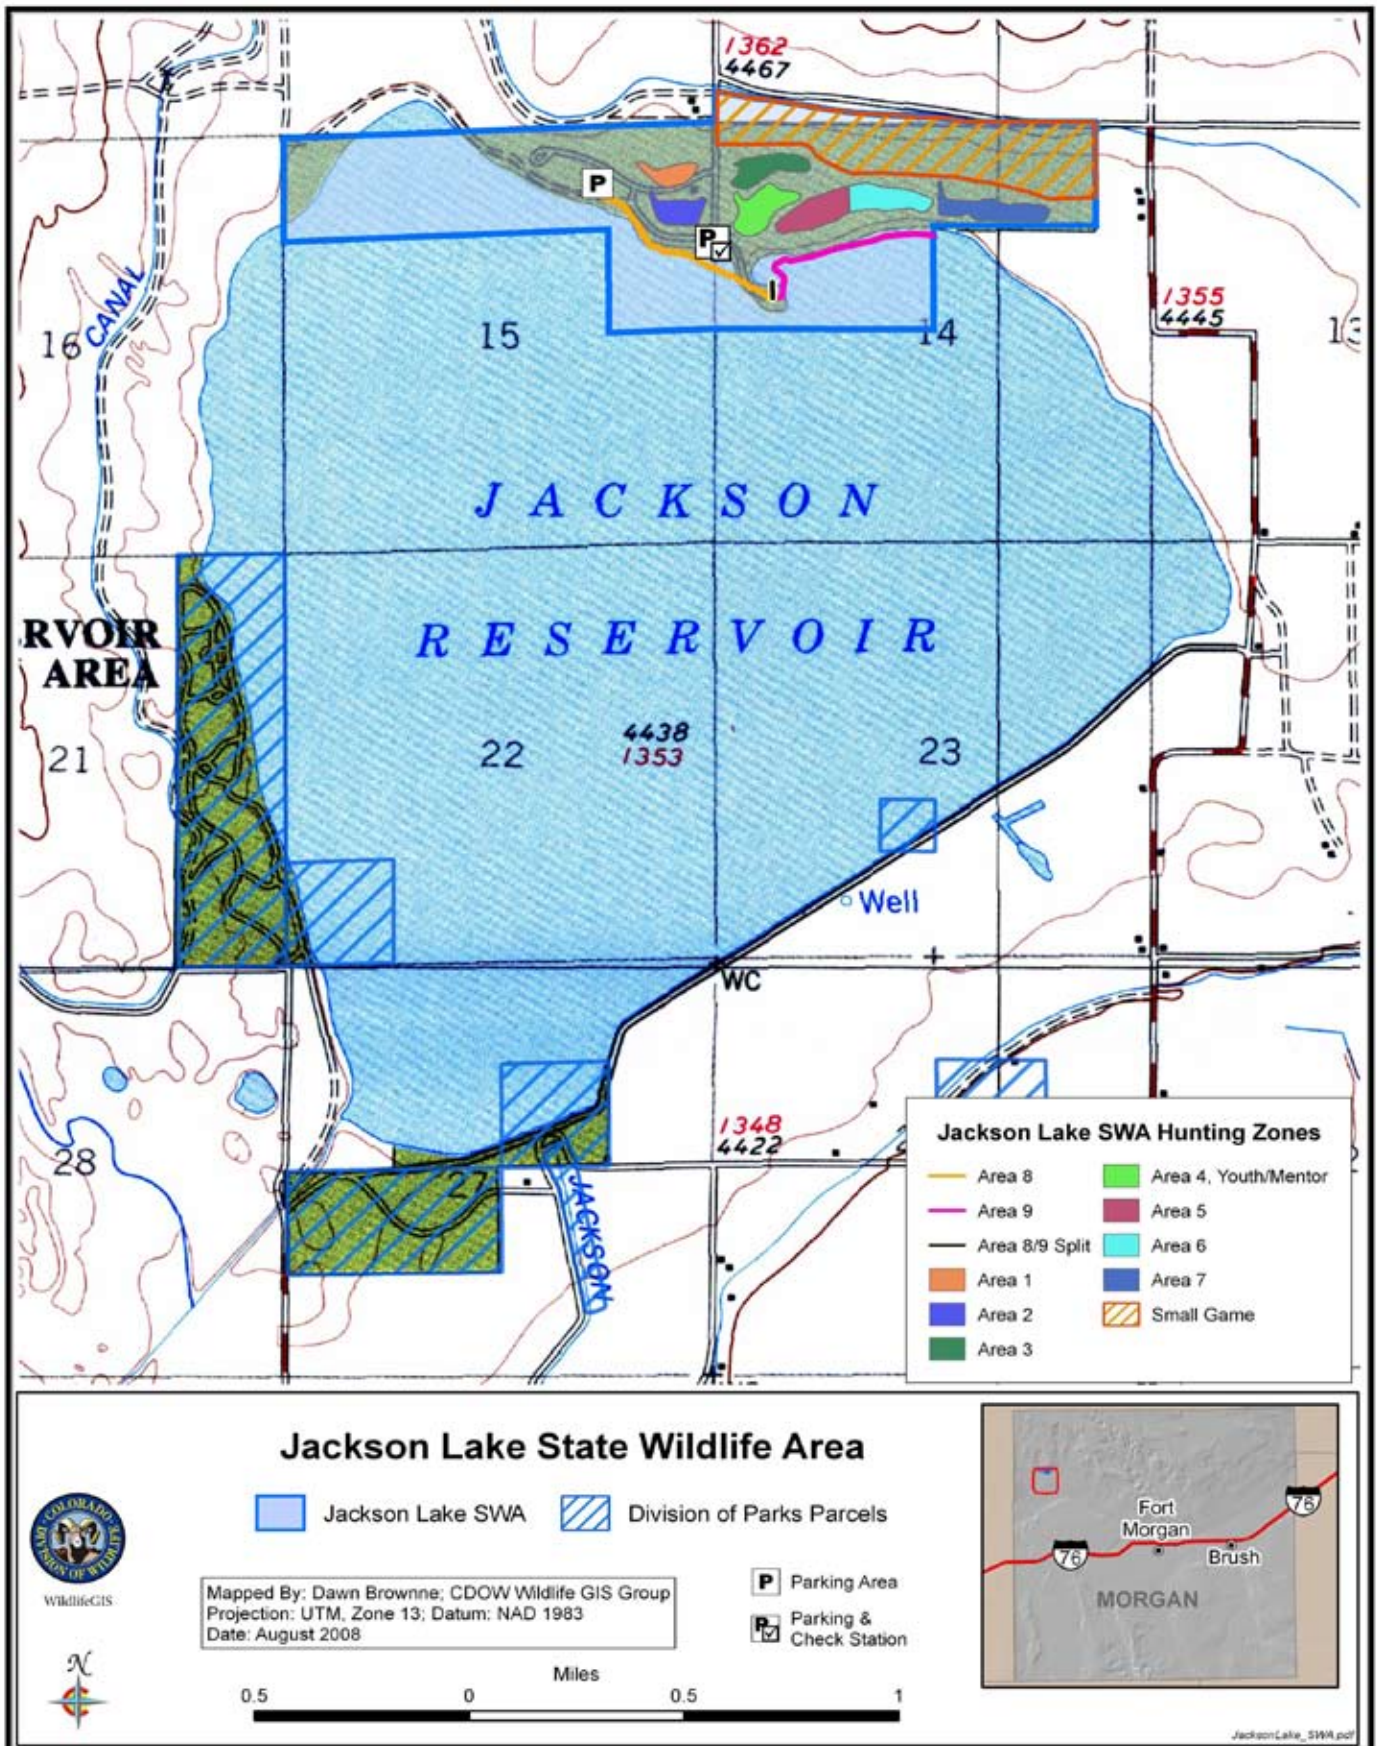 1362
4467
P
P
I
CANAL
16
15
14
1355
4445
JACKSON
RESERVOIR
RVOIR
AREA
21
22
4438
1353
23
Well
WC
1348
4422
28
27
JACKSON
Jackson Lake SWA Hunting Zones
Area 8
Area 9
Area 8/9 Split
Area 1
Area 2
Area 3
Area 4, Youth/Mentor
Area 5
Area 6
Area 7
Small Game
Jackson Lake State Wildlife Area
Jackson Lake SWA
Division of Parks Parcels
COLORADO
DIVISION OF WILDLIFE
WildlifeGIS
Mapped By: Dawn Brownne; CDOW Wildlife GIS Group
Projection: UTM, Zone 13; Datum: NAD 1983
Date: August 2008
P Parking Area
P Parking &
Check Station
N
Miles
0.5 0 0.5 1
Fort
Morgan
Brush
76
76
MORGAN
JacksonLake_SWA.pdf